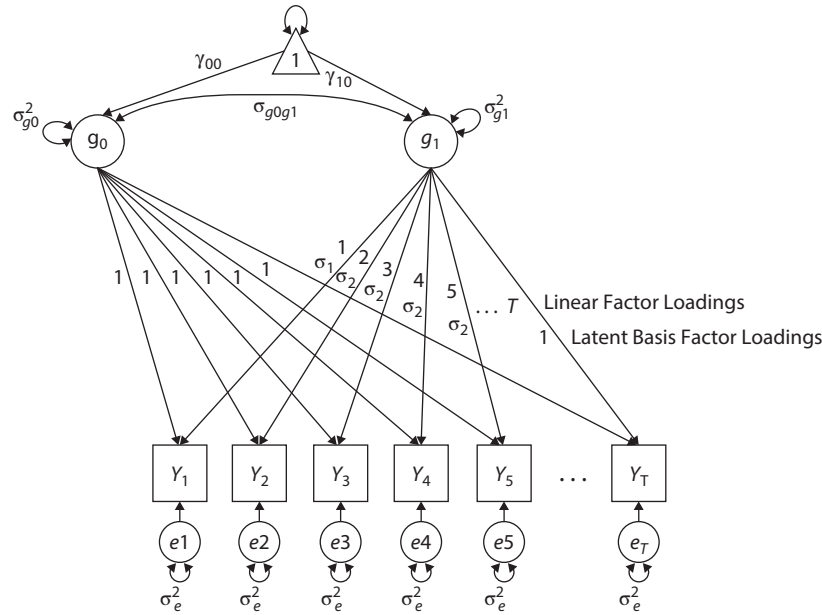 1
γ00
γ10
σg0g1
σ²g0
σ²g1
g0
g1
1 1 1 1 1 1
1 2 3 4 5 ... T
Linear Factor Loadings
σ1 σ2 σ2 σ2 σ2 1
Latent Basis Factor Loadings
Y1 Y2 Y3 Y4 Y5 ... YT
e1 e2 e3 e4 e5 eT
σ²e σ²e σ²e σ²e σ²e σ²e